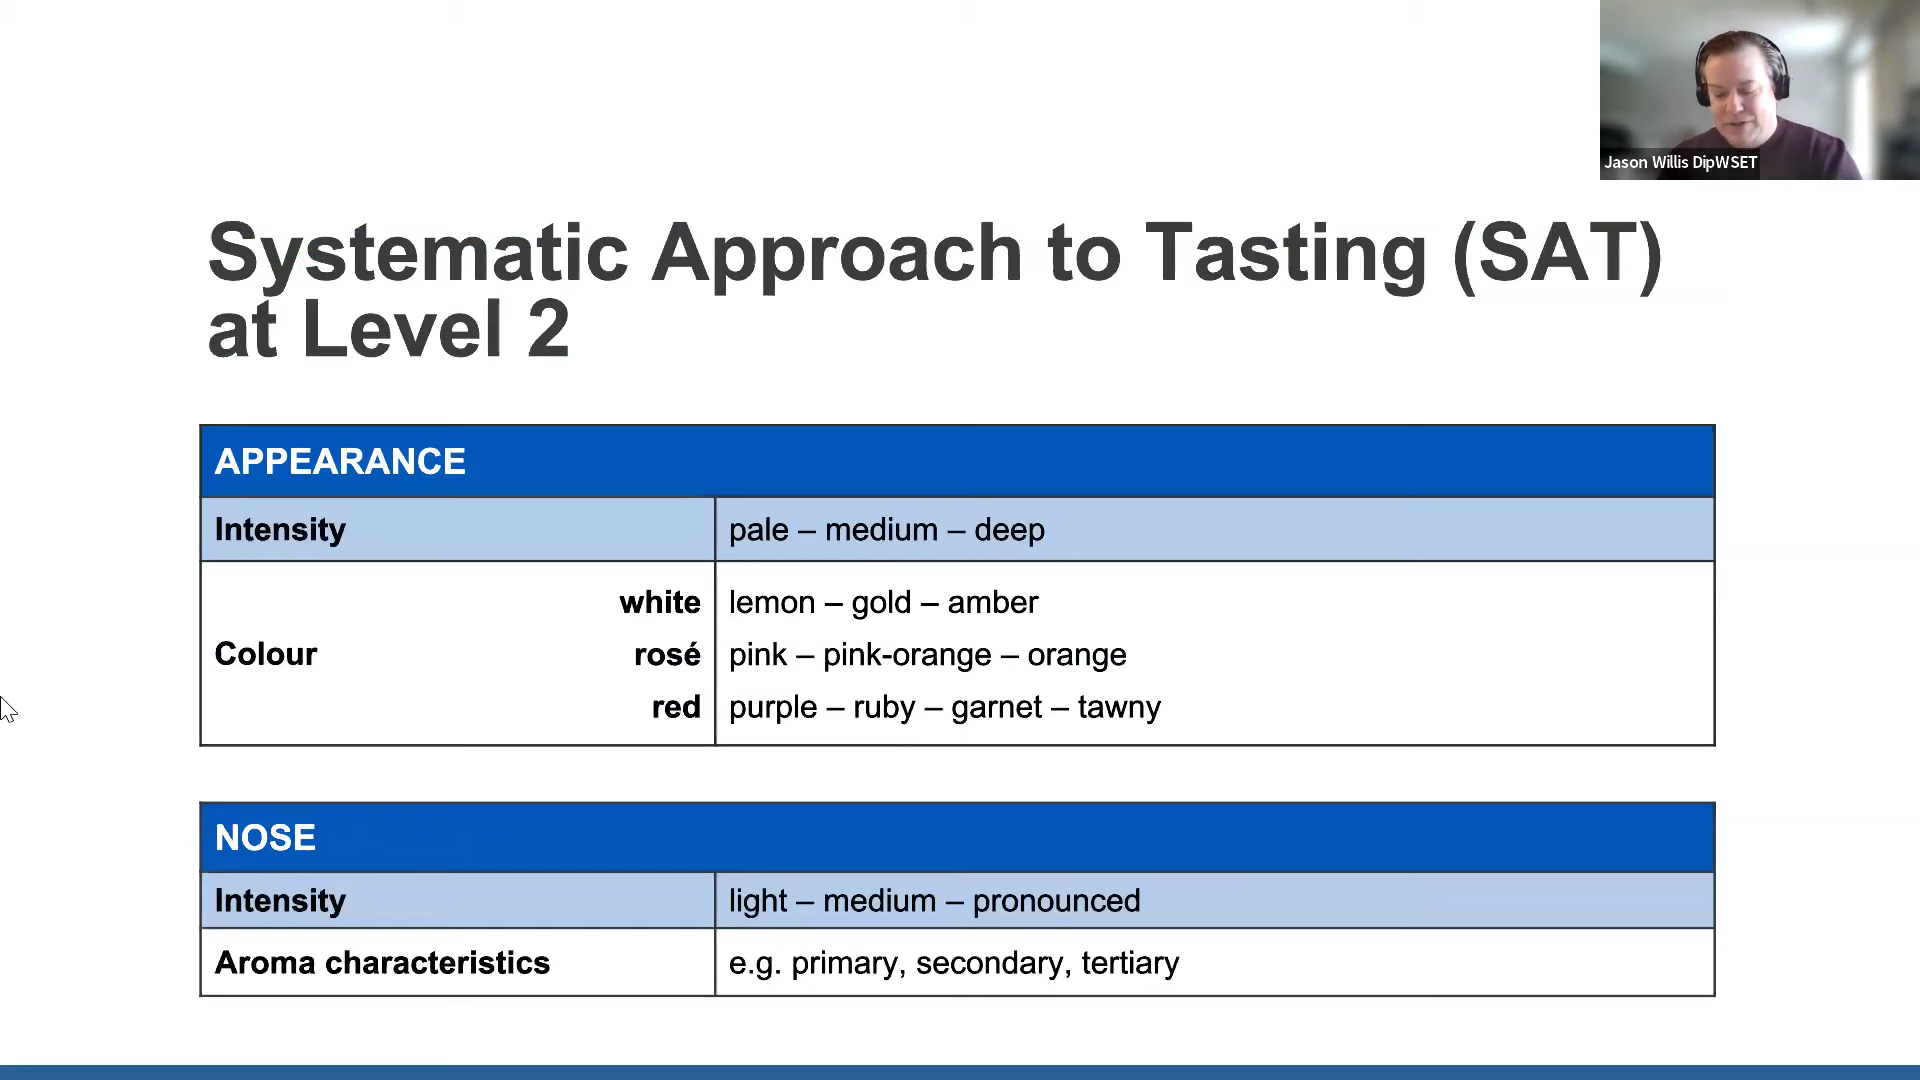 Jason Willis DipWSET
Systematic Approach to Tasting (SAT)
at Level 2
APPEARANCE
Intensity pale – medium – deep
white lemon – gold – amber
Colour rosé pink – pink-orange – orange
red purple – ruby – garnet – tawny
NOSE
Intensity light – medium – pronounced
Aroma characteristics e.g. primary, secondary, tertiary